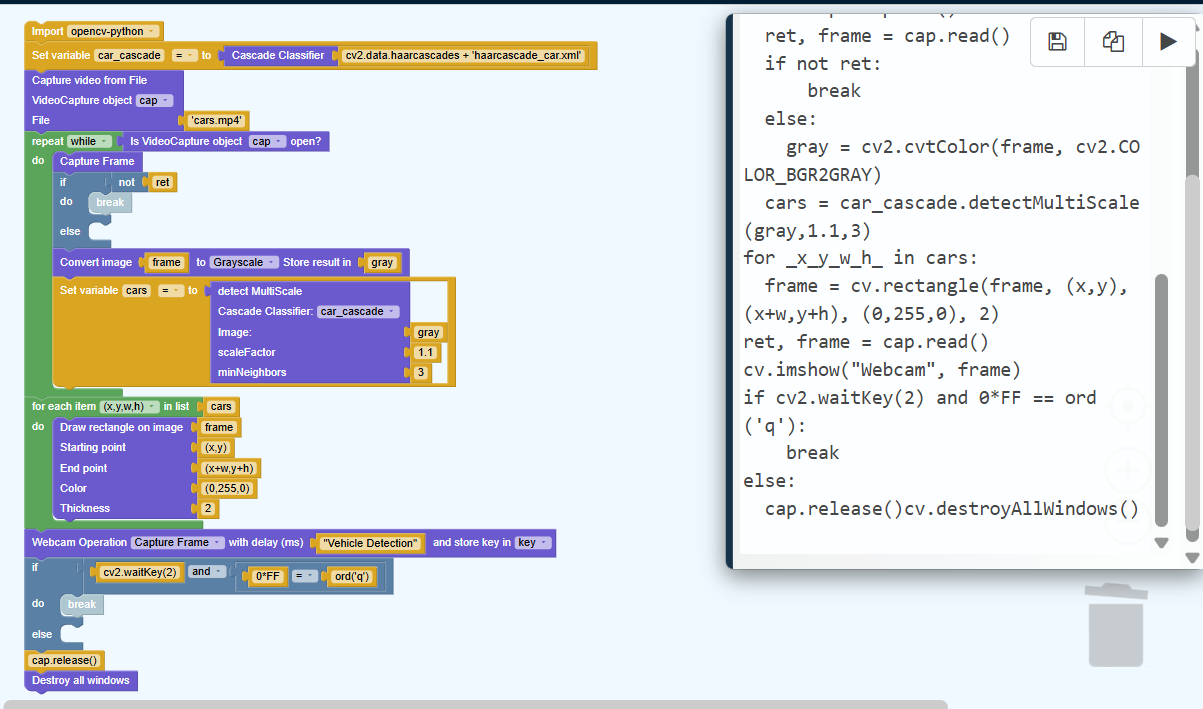 Import opencv-python
Set variable car_cascade = to Cascade Classifier cv2.data.haarcascades + 'haarcascade_car.xml'
Capture video from File
VideoCapture object cap
File 'cars.mp4'
repeat while Is VideoCapture object cap open?
do Capture Frame
if not ret
do break
else
Convert image frame to Grayscale Store result in gray
Set variable cars = to detect MultiScale
Cascade Classifier: car_cascade
Image: gray
scaleFactor 1.1
minNeighbors 3
for each item (x,y,w,h) in list cars
do Draw rectangle on image frame
Starting point (x,y)
End point (x+w,y+h)
Color (0,255,0)
Thickness 2
Webcam Operation Capture Frame with delay (ms) "Vehicle Detection" and store key in key
if cv2.waitKey(2) and 0*FF = ord('q')
do break
else
cap.release()
Destroy all windows
ret, frame = cap.read()
if not ret:
break
else:
gray = cv2.cvtColor(frame, cv2.CO
LOR_BGR2GRAY)
cars = car_cascade.detectMultiScale
(gray,1.1,3)
for _x_y_w_h_ in cars:
frame = cv.rectangle(frame, (x,y),
(x+w,y+h), (0,255,0), 2)
ret, frame = cap.read()
cv.imshow("Webcam", frame)
if cv2.waitKey(2) and 0*FF == ord
('q'):
break
else:
cap.release()cv.destroyAllWindows()